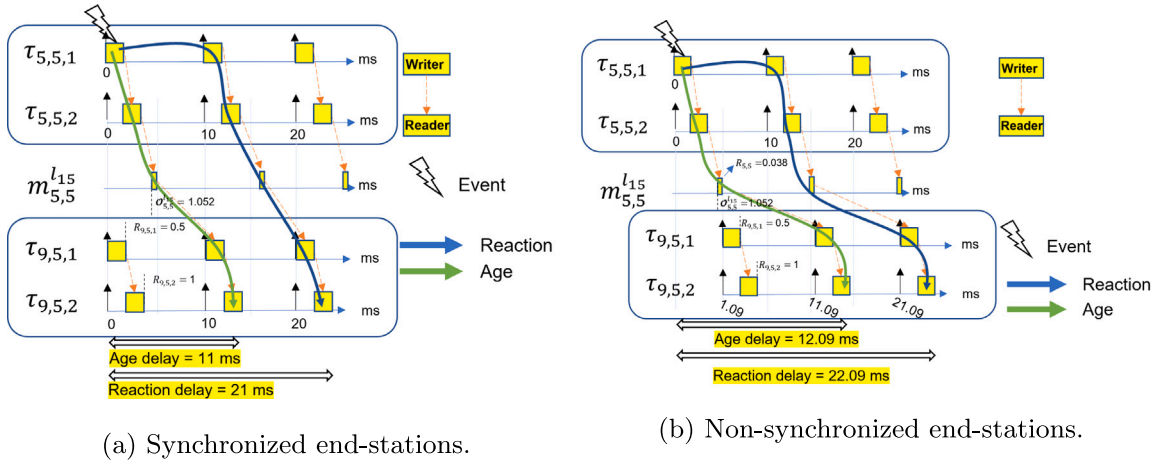 τ5,5,1
ms
0
Writer
τ5,5,2
ms
Reader
0
10
20
m5,5^l15
Event
σ5,5^l15 = 1.052
R9,5,1 = 0.5
τ9,5,1
ms
Reaction
Age
R9,5,2 = 1
τ9,5,2
ms
0
10
20
Age delay = 11 ms
Reaction delay = 21 ms
(a) Synchronized end-stations.
τ5,5,1
ms
0
Writer
τ5,5,2
ms
Reader
0
10
20
R5,5 = 0.038
m5,5^l15
σ5,5^l15 = 1.052
R9,5,1 = 0.5
τ9,5,1
ms
Event
R9,5,2 = 1
τ9,5,2
ms
Reaction
Age
1.09
11.09
21.09
Age delay = 12.09 ms
Reaction delay = 22.09 ms
(b) Non-synchronized end-stations.